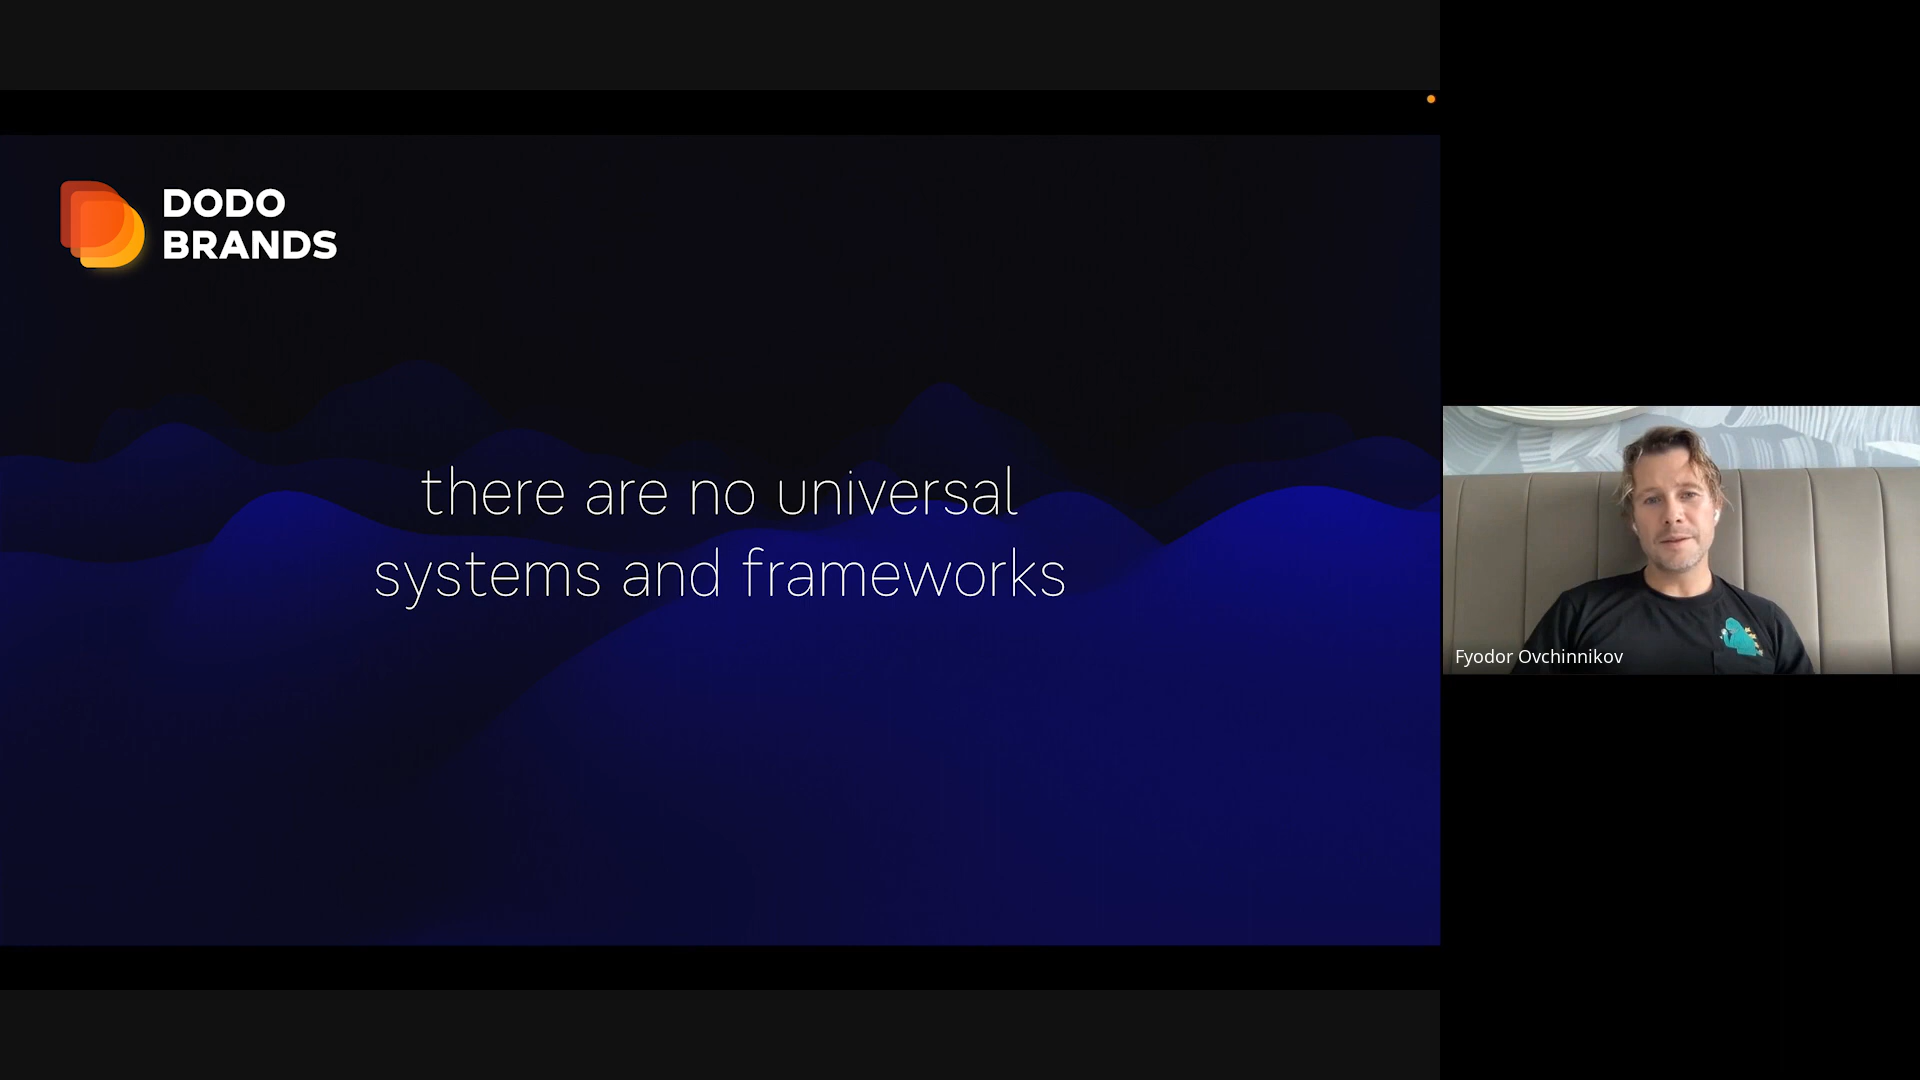 DODO
BRANDS
there are no universal
systems and frameworks
Fyodor Ovchinnikov